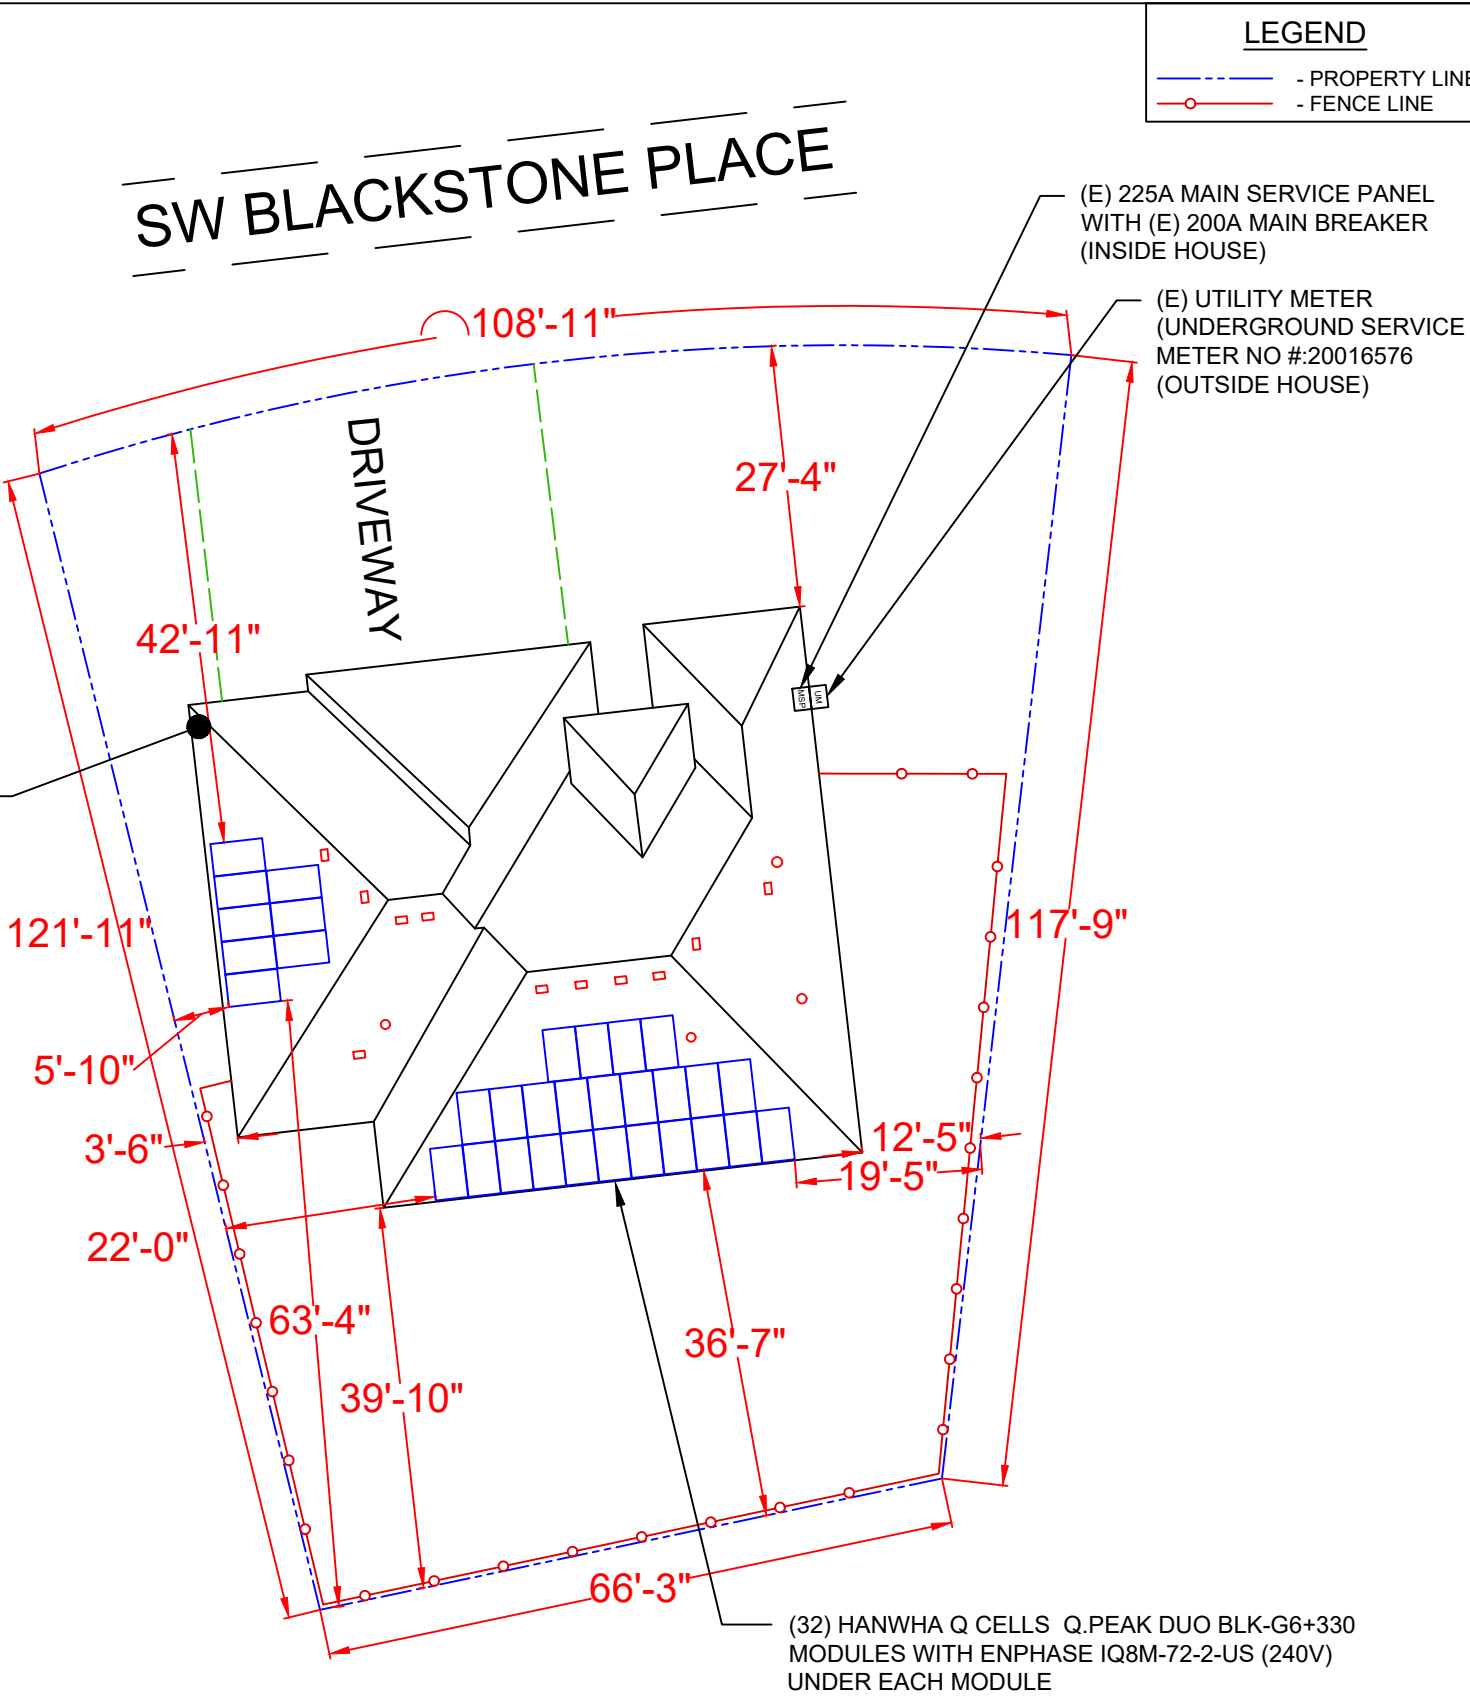 LEGEND
- PROPERTY LINE
- FENCE LINE
SW BLACKSTONE PLACE
(E) 225A MAIN SERVICE PANEL
WITH (E) 200A MAIN BREAKER
(INSIDE HOUSE)
(E) UTILITY METER
(UNDERGROUND SERVICE
METER NO #:20016576
(OUTSIDE HOUSE)
108'-11"
DRIVEWAY
27'-4"
42'-11"
MSP
UM
121'-11"
117'-9"
5'-10"
3'-6"
12'-5"
19'-5"
22'-0"
63'-4"
36'-7"
39'-10"
66'-3"
(32) HANWHA Q CELLS Q.PEAK DUO BLK-G6+330
MODULES WITH ENPHASE IQ8M-72-2-US (240V)
UNDER EACH MODULE